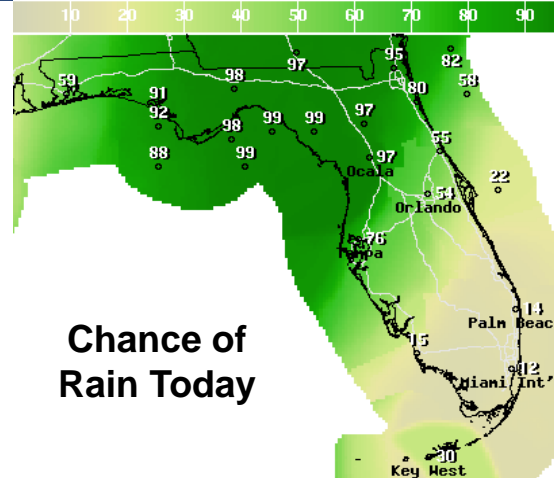 10 20 30 40 50 60 70 80 90
95
97
82
98
59
58
91
80
92
97
99 99
98
55
88
99
97
Ocala
22
54
Orlando
76
Tampa
14
Palm Beac
15
12
Miami Int'
30
Key West
Chance of
Rain Today